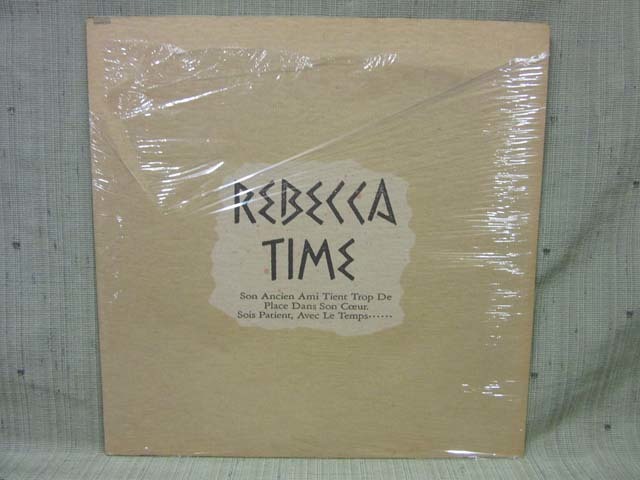 REBECCA
TIME
Son Ancien Ami Tient Trop De
Place Dans Son Cœur.
Sois Patient, Avec Le Temps······